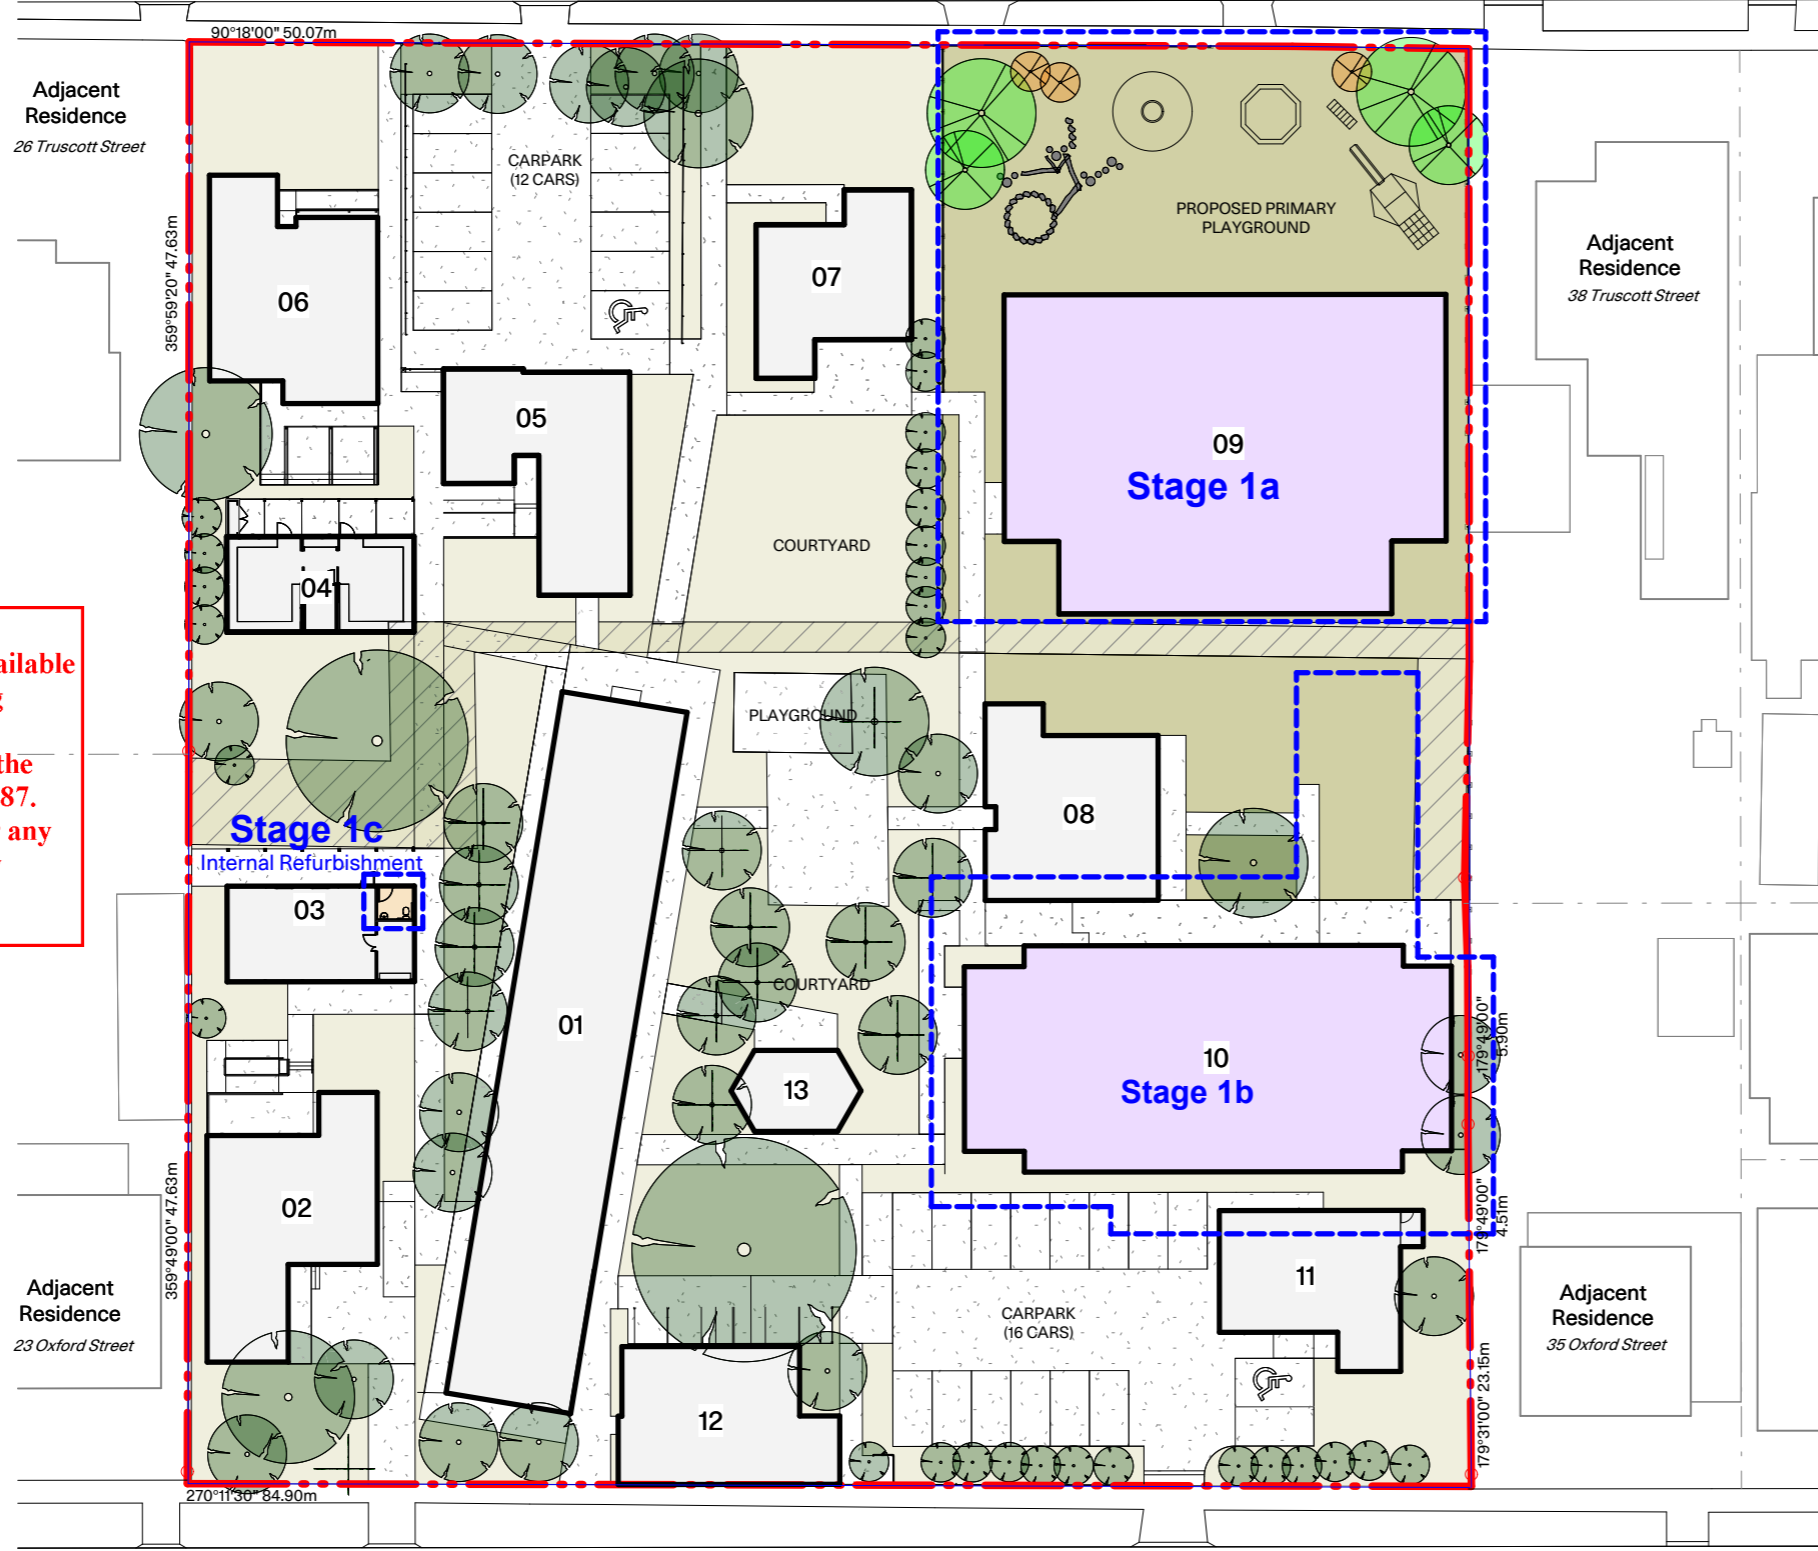 90°18'00" 50.07m
Adjacent
Residence
26 Truscott Street
359°59'20" 47.63m
CARPARK
(12 CARS)
PROPOSED PRIMARY
PLAYGROUND
Adjacent
Residence
38 Truscott Street
06
07
05
09
Stage 1a
04
COURTYARD
ailable
g
the
87.
any
PLAYGROUND
08
Stage 1c
Internal Refurbishment
03
COURTYARD
01
10
Stage 1b
179°49'00"
5.90m
13
02
359°49'00" 47.63m
179°49'00"
4.51m
11
Adjacent
Residence
23 Oxford Street
CARPARK
(16 CARS)
Adjacent
Residence
35 Oxford Street
12
179°31'00" 23.15m
270°11'30" 84.90m